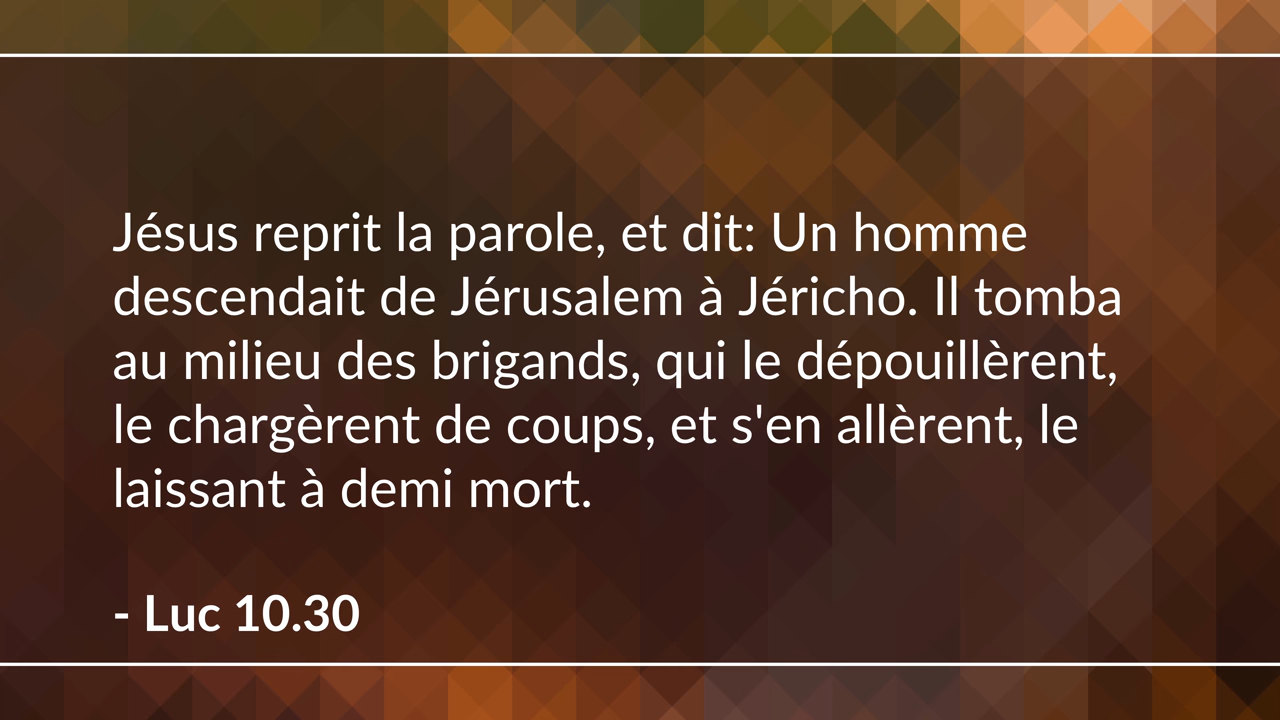 Jésus reprit la parole, et dit: Un homme
descendait de Jérusalem à Jéricho. Il tomba
au milieu des brigands, qui le dépouillèrent,
le chargèrent de coups, et s'en allèrent, le
laissant à demi mort.
- Luc 10.30